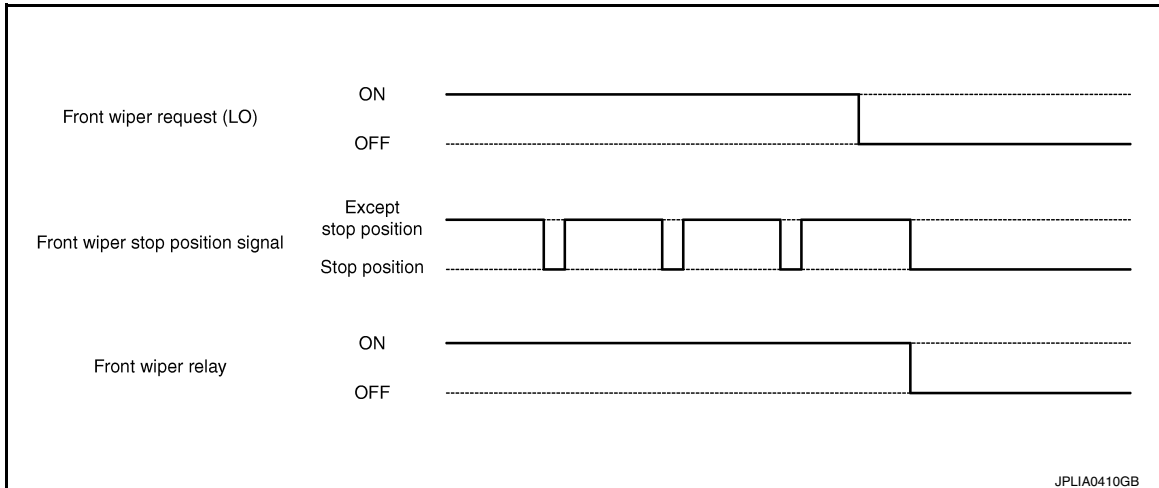 ON
Front wiper request (LO)
OFF
Except
stop position
Front wiper stop position signal
Stop position
ON
Front wiper relay
OFF
JPLIA0410GB